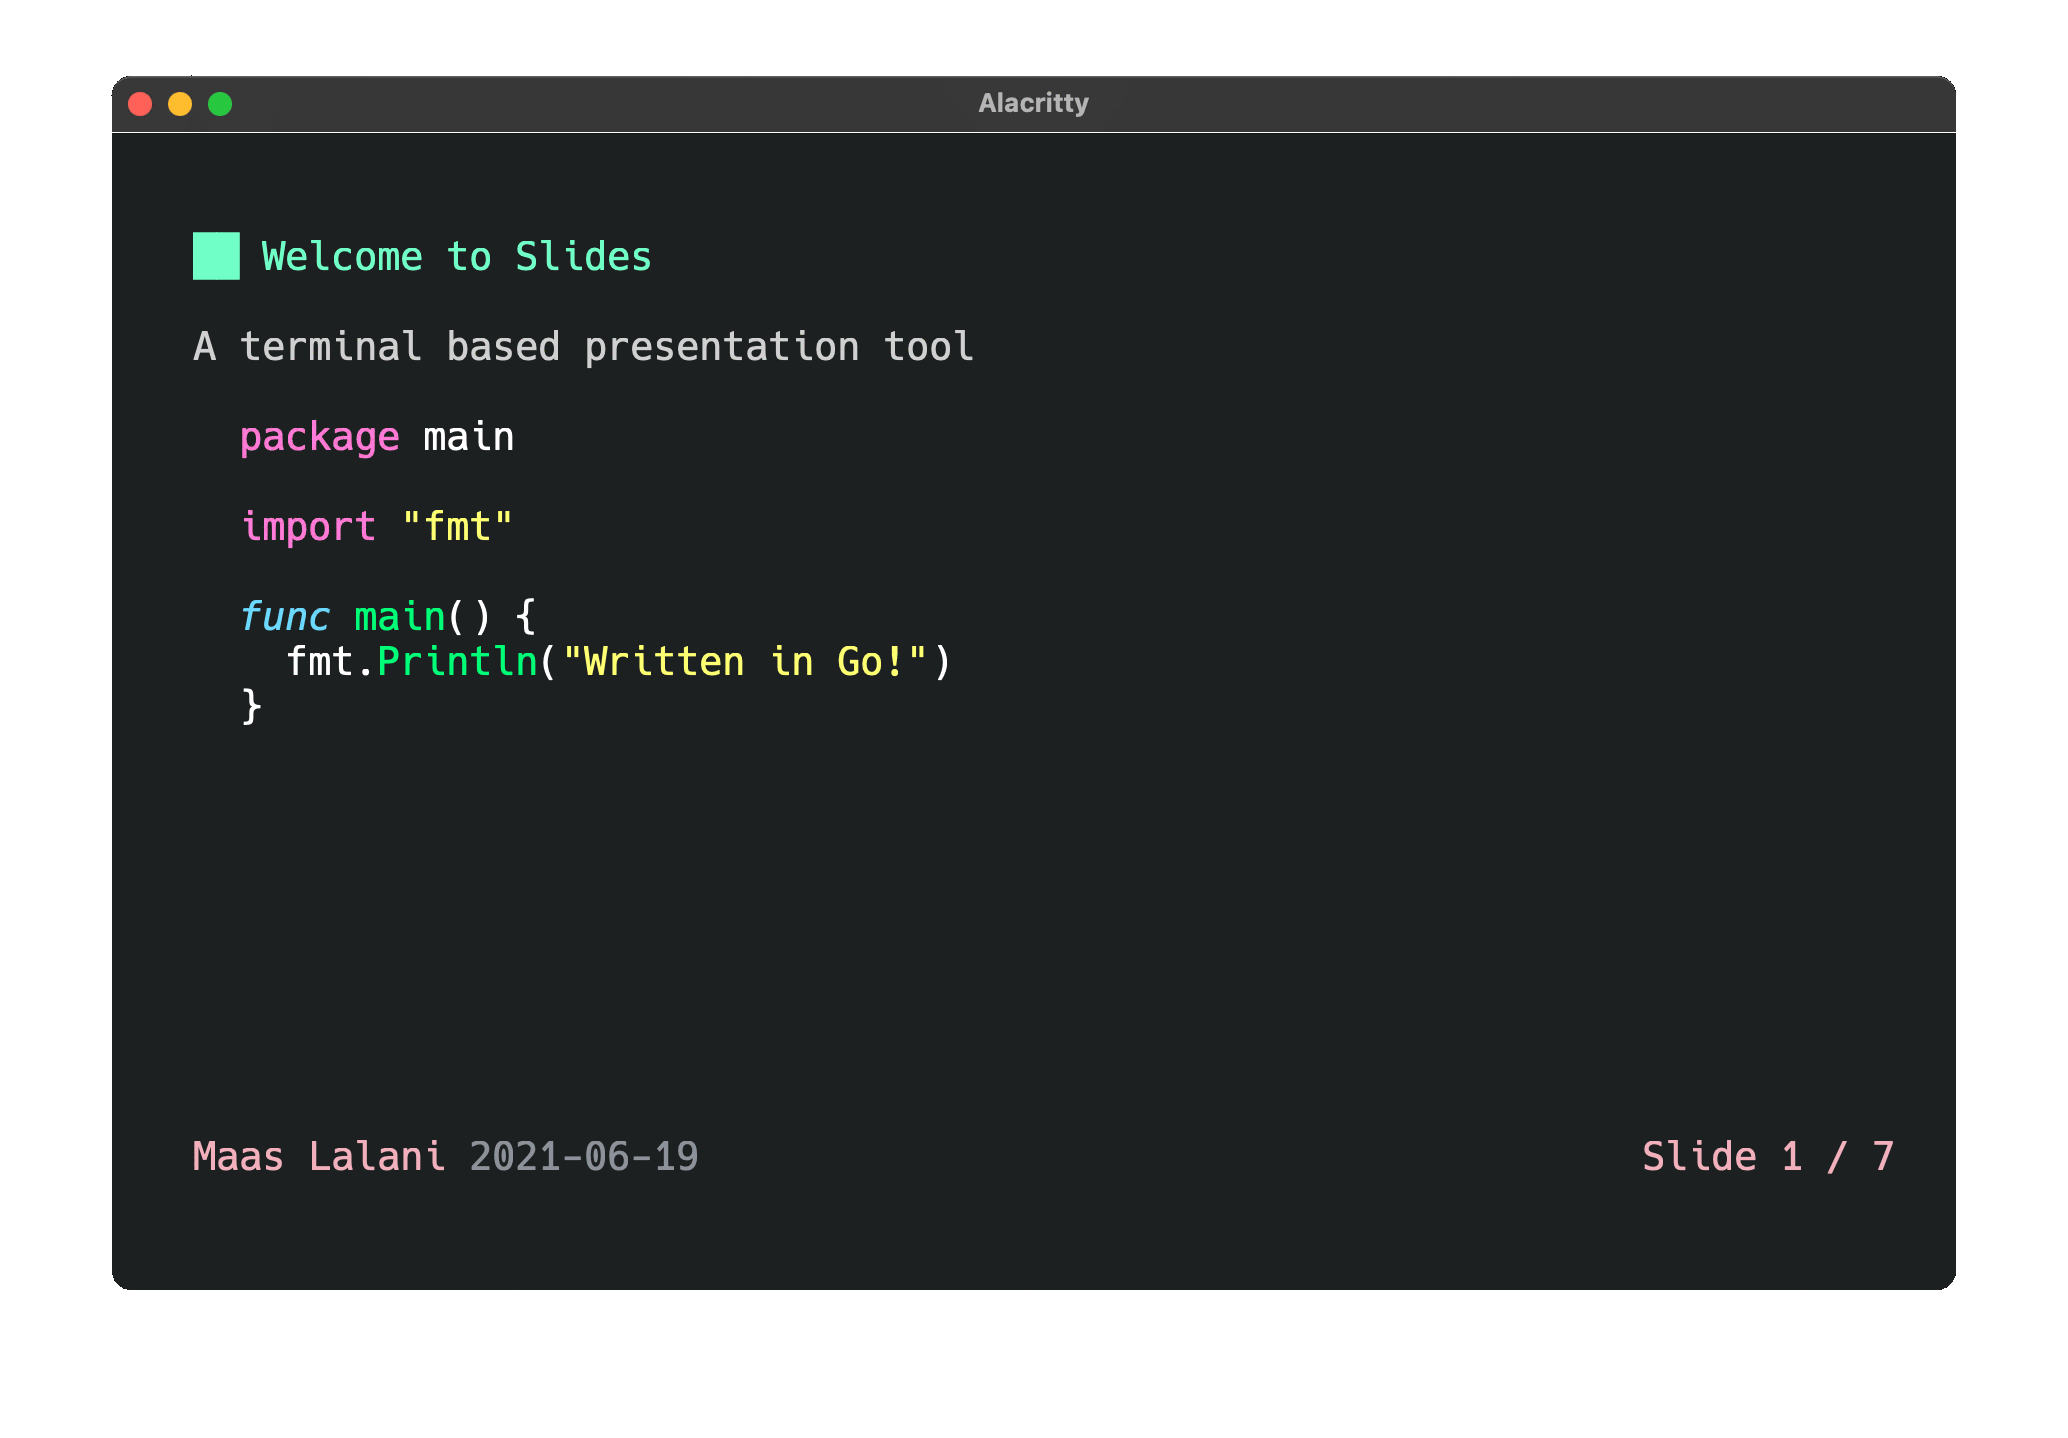 Alacritty
Welcome to Slides
A terminal based presentation tool
package main
import "fmt"
func main() {
fmt.Println("Written in Go!")
}
Maas Lalani 2021-06-19
Slide 1 / 7